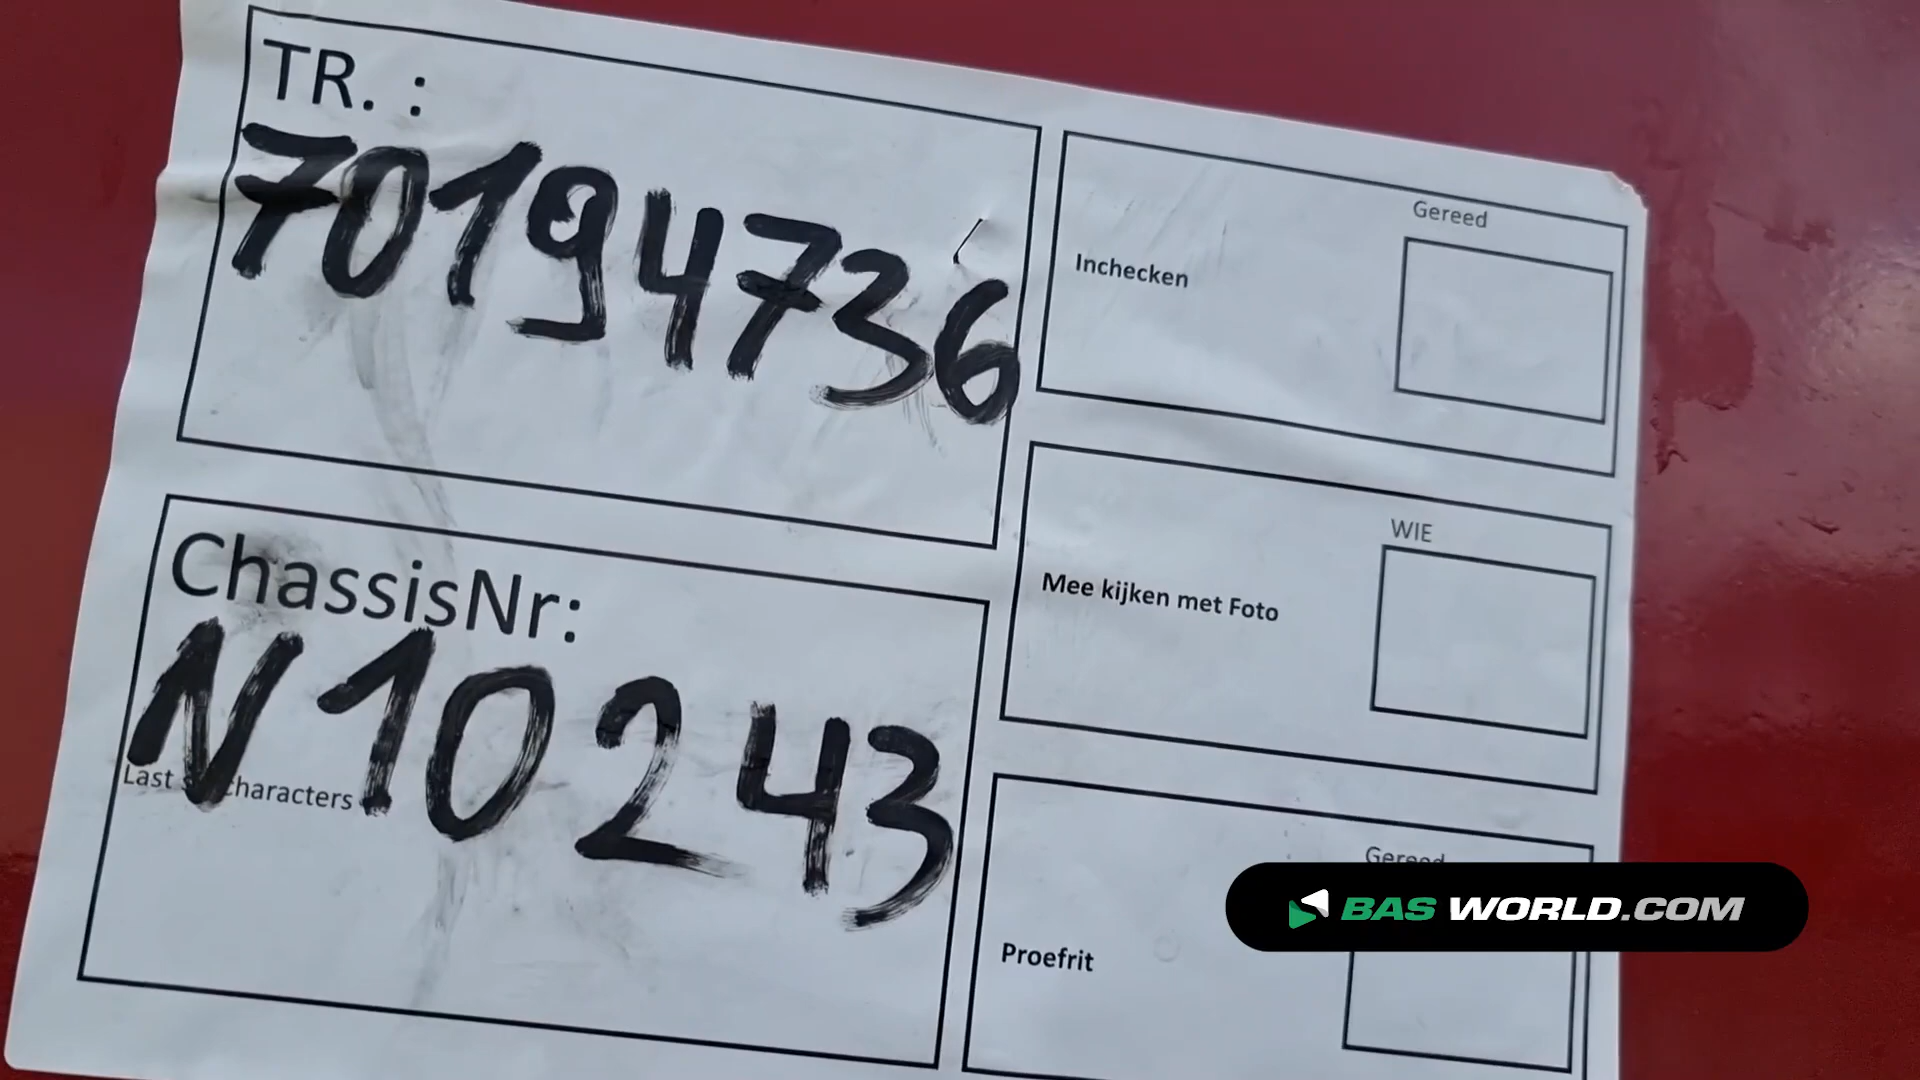 TR. :
70194736
ChassisNr:
N10243
Last characters
Gereed
Inchecken
WIE
Mee kijken met Foto
Gereed
Proefrit
BAS WORLD.COM